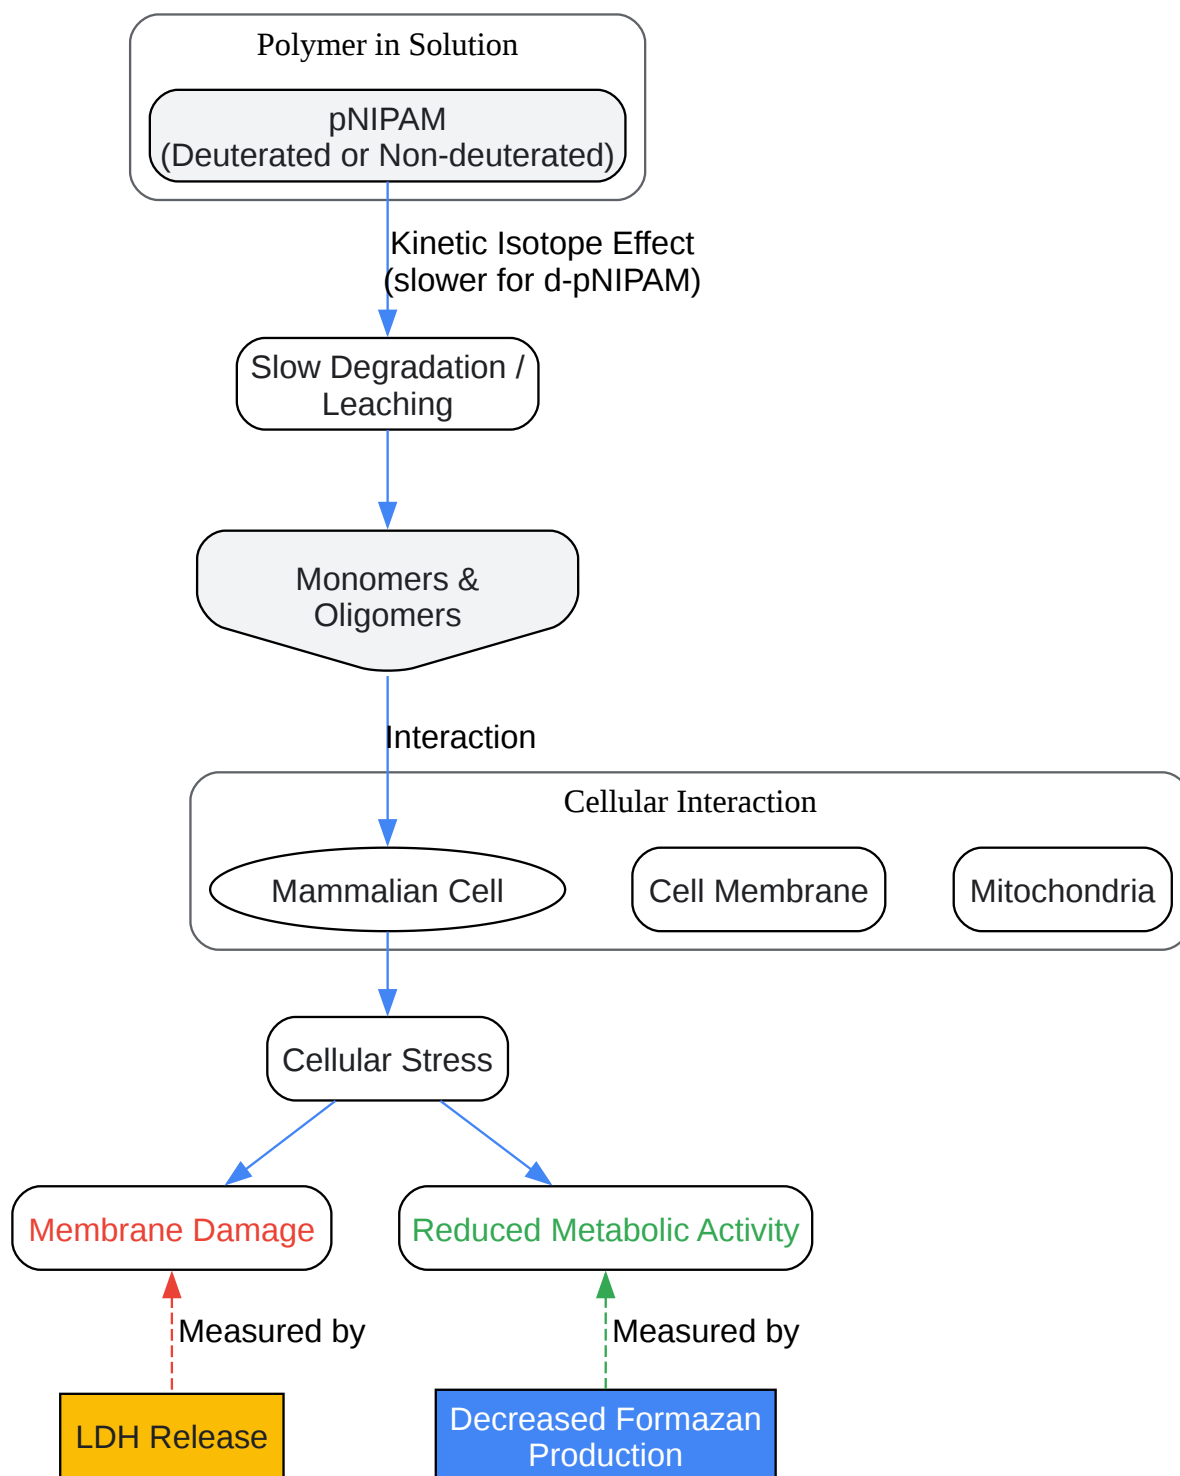 Polymer in Solution
pNIPAM
(Deuterated or Non-deuterated)
Kinetic Isotope Effect
(slower for d-pNIPAM)
Slow Degradation /
Leaching
Monomers &
Oligomers
Interaction
Cellular Interaction
Mammalian Cell
Cell Membrane
Mitochondria
Cellular Stress
Membrane Damage
Reduced Metabolic Activity
Measured by
Measured by
LDH Release
Decreased Formazan
Production